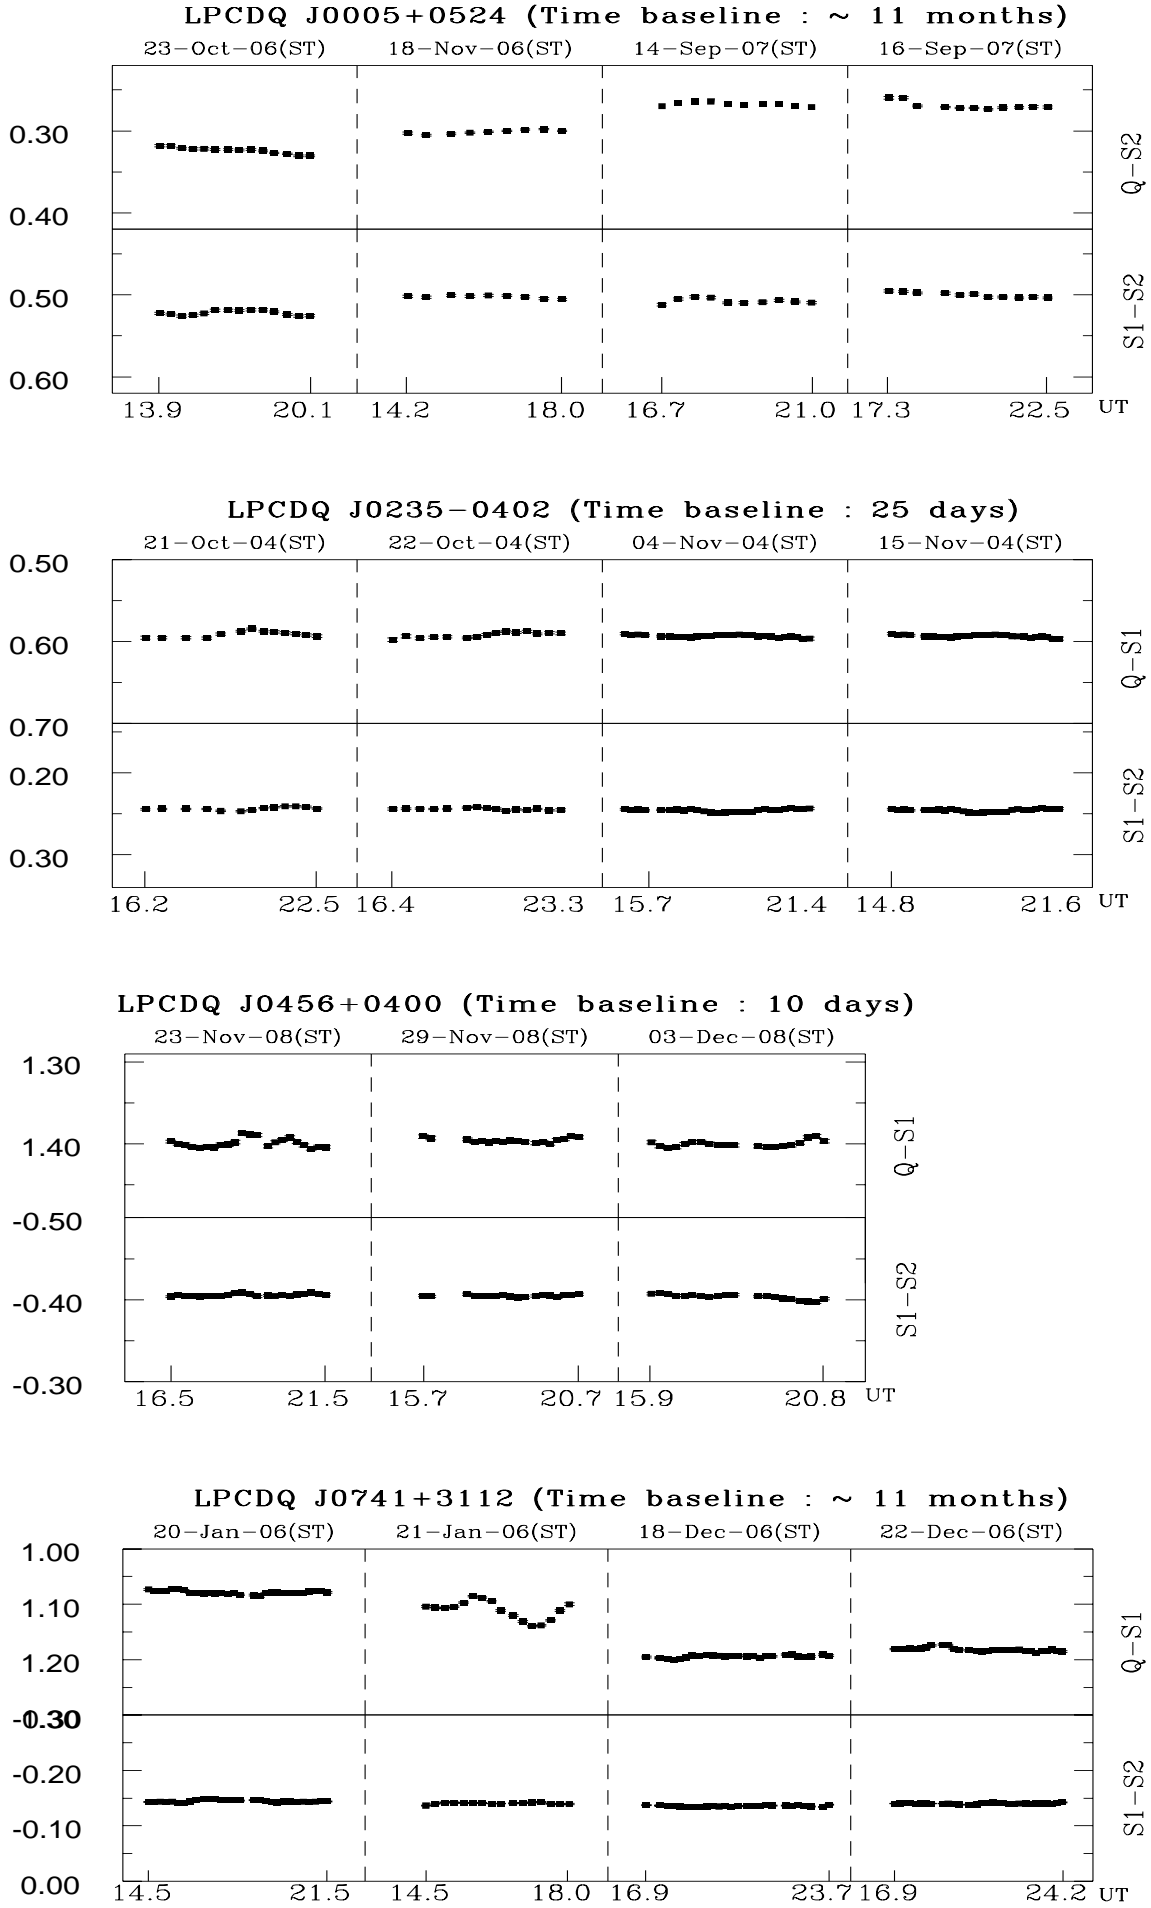 LPCDQ J0005+0524 (Time baseline : ~ 11 months)
23-Oct-06(ST) 18-Nov-06(ST) 14-Sep-07(ST) 16-Sep-07(ST)
0.30
Q-S2
0.40
0.50
S1-S2
0.60
13.9 20.1 14.2 18.0 16.7 21.0 17.3 22.5 UT
LPCDQ J0235-0402 (Time baseline : 25 days)
21-Oct-04(ST) 22-Oct-04(ST) 04-Nov-04(ST) 15-Nov-04(ST)
0.50
0.60
Q-S1
0.70
0.20
S1-S2
0.30
16.2 22.5 16.4 23.3 15.7 21.4 14.8 21.6 UT
LPCDQ J0456+0400 (Time baseline : 10 days)
23-Nov-08(ST) 29-Nov-08(ST) 03-Dec-08(ST)
1.30
1.40
Q-S1
-0.50
-0.40
S1-S2
-0.30
16.5 21.5 15.7 20.7 15.9 20.8 UT
LPCDQ J0741+3112 (Time baseline : ~ 11 months)
20-Jan-06(ST) 21-Jan-06(ST) 18-Dec-06(ST) 22-Dec-06(ST)
1.00
1.10
Q-S1
1.20
-0.20
S1-S2
-0.10
0.00
14.5 21.5 14.5 18.0 16.9 23.7 16.9 24.2 UT